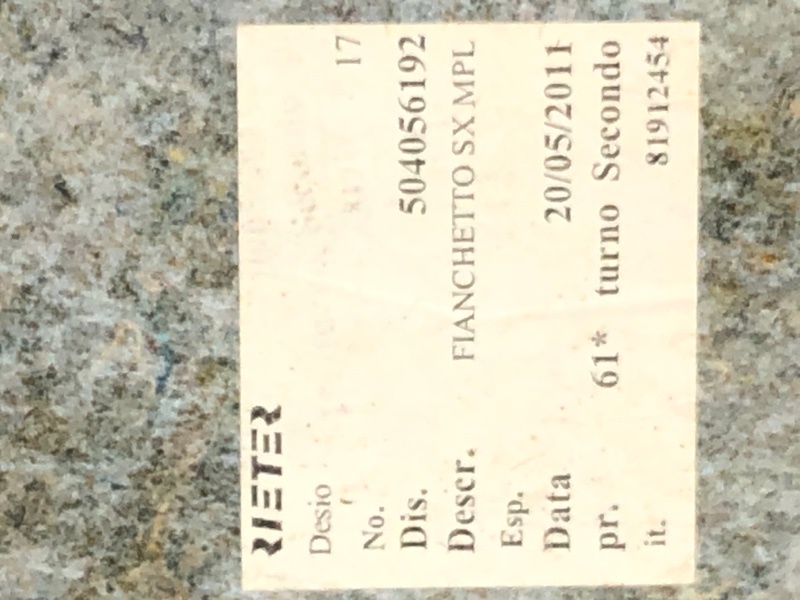 RIETER
Desio
No. 17
Dis. 504056192
Descr. FIANCHETTO SX MPL
Esp.
Data 20/05/2011
pr. 61* turno Secondo
it. 81912454